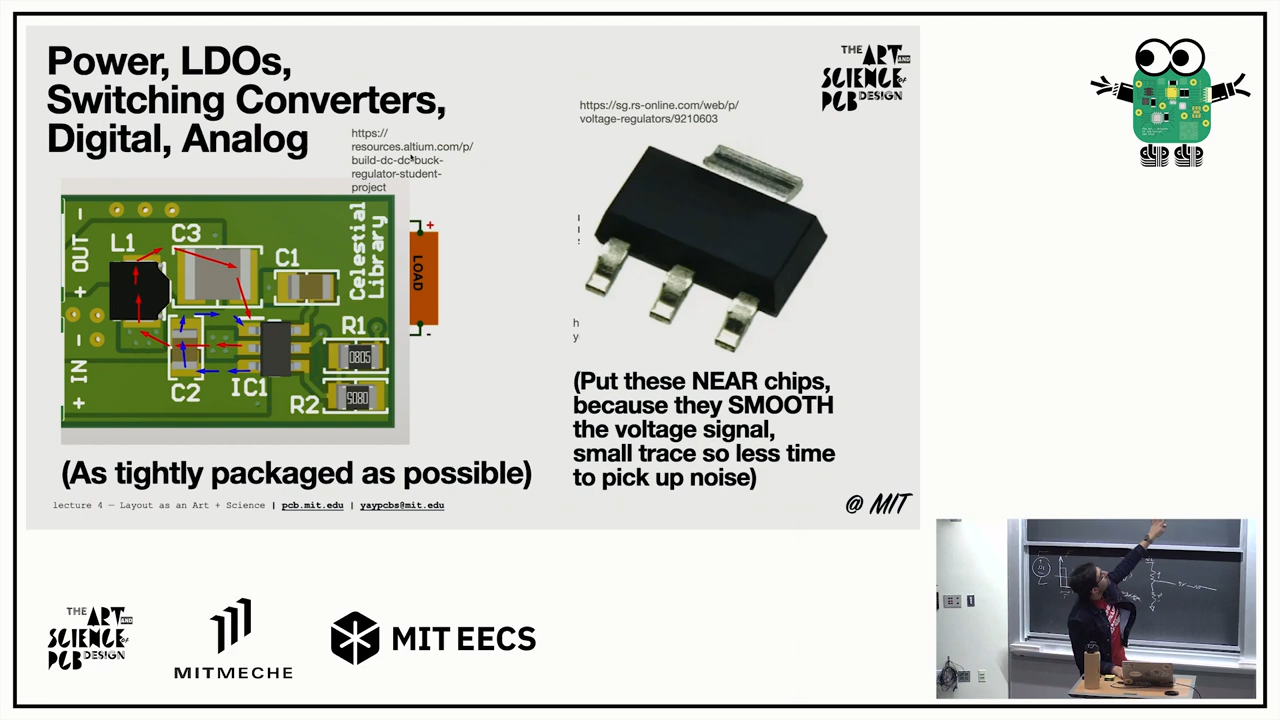 Power, LDOs,
Switching Converters,
Digital, Analog
https://
resources.altium.com/p/
build-dc-dc-buck-
regulator-student-
project
OUT + -
L1
C3
C1
Celestial
Library
+
LOAD
-
+ IN -
C2
IC1
R1
0805
R2
0805
(As tightly packaged as possible)
lecture 4 — Layout as an Art + Science | pcb.mit.edu | yaypcbs@mit.edu
THE ART AND
SCIENCE OF
PCB DESIGN
https://sg.rs-online.com/web/p/
voltage-regulators/9210603
h
y
(Put these NEAR chips,
because they SMOOTH
the voltage signal,
small trace so less time
to pick up noise)
@ MIT
THE ART AND
SCIENCE OF
PCB DESIGN
MITMECHE
MIT EECS